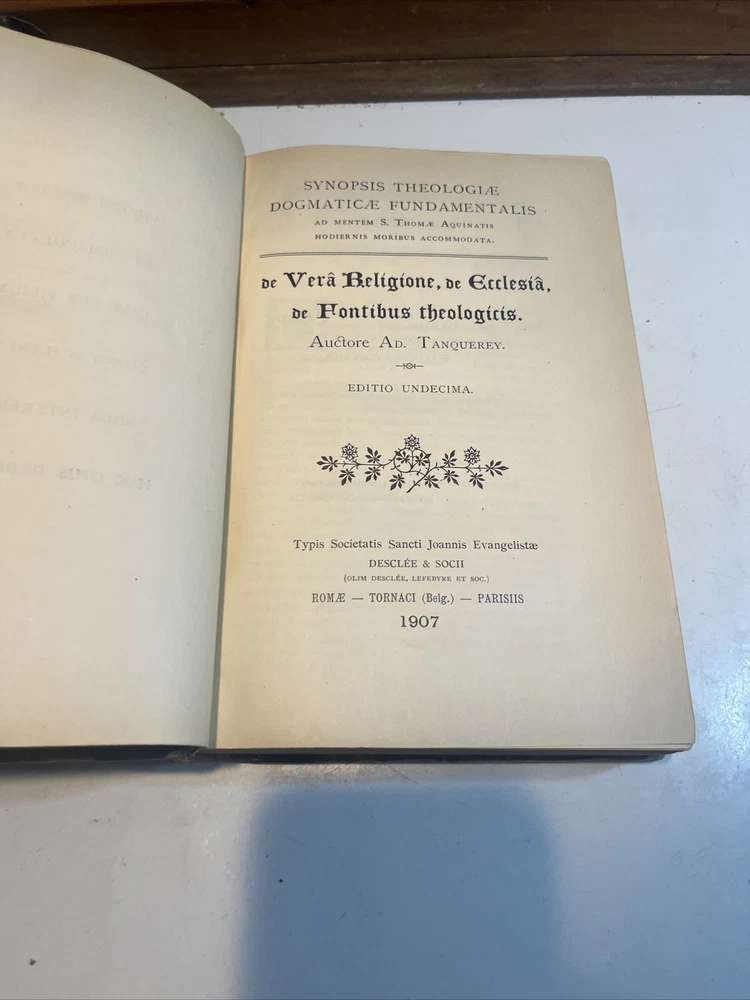 SYNOPSIS THEOLOGIÆ
DOGMATICÆ FUNDAMENTALIS
AD MENTEM S. THOMÆ AQUINATIS
HODIERNIS MORIBUS ACCOMMODATA.
de Verâ Religione, de Ecclesiâ,
de Fontibus theologicis.
Auctore AD. TANQUEREY.
EDITIO UNDECIMA.
Typis Societatis Sancti Joannis Evangelistæ
DESCLÉE & SOCII
(OLIM DESCLÉE, LEFEBVRE ET SOC.)
ROMÆ — TORNACI (Belg.) — PARISIIS
1907